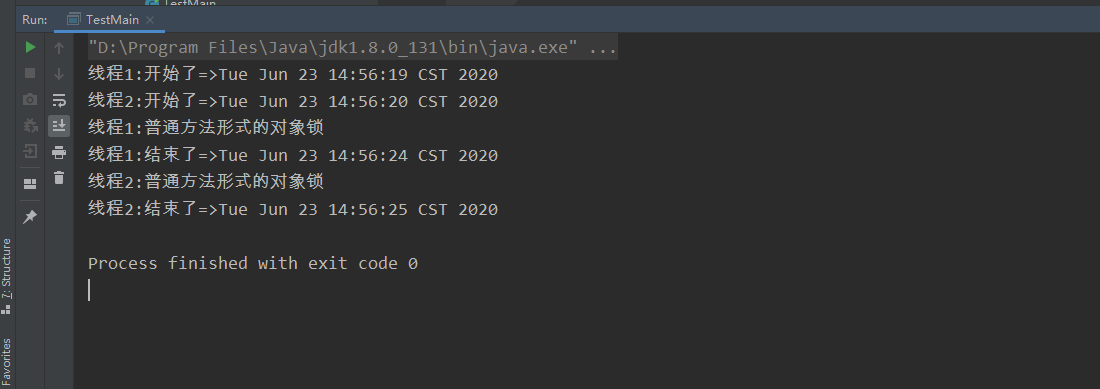 TestMain
Run: TestMain ×
"D:\Program Files\Java\jdk1.8.0_131\bin\java.exe" ...
线程1:开始了=>Tue Jun 23 14:56:19 CST 2020
线程2:开始了=>Tue Jun 23 14:56:20 CST 2020
线程1:普通方法形式的对象锁
线程1:结束了=>Tue Jun 23 14:56:24 CST 2020
线程2:普通方法形式的对象锁
线程2:结束了=>Tue Jun 23 14:56:25 CST 2020
Process finished with exit code 0
7: Structure
Favorites